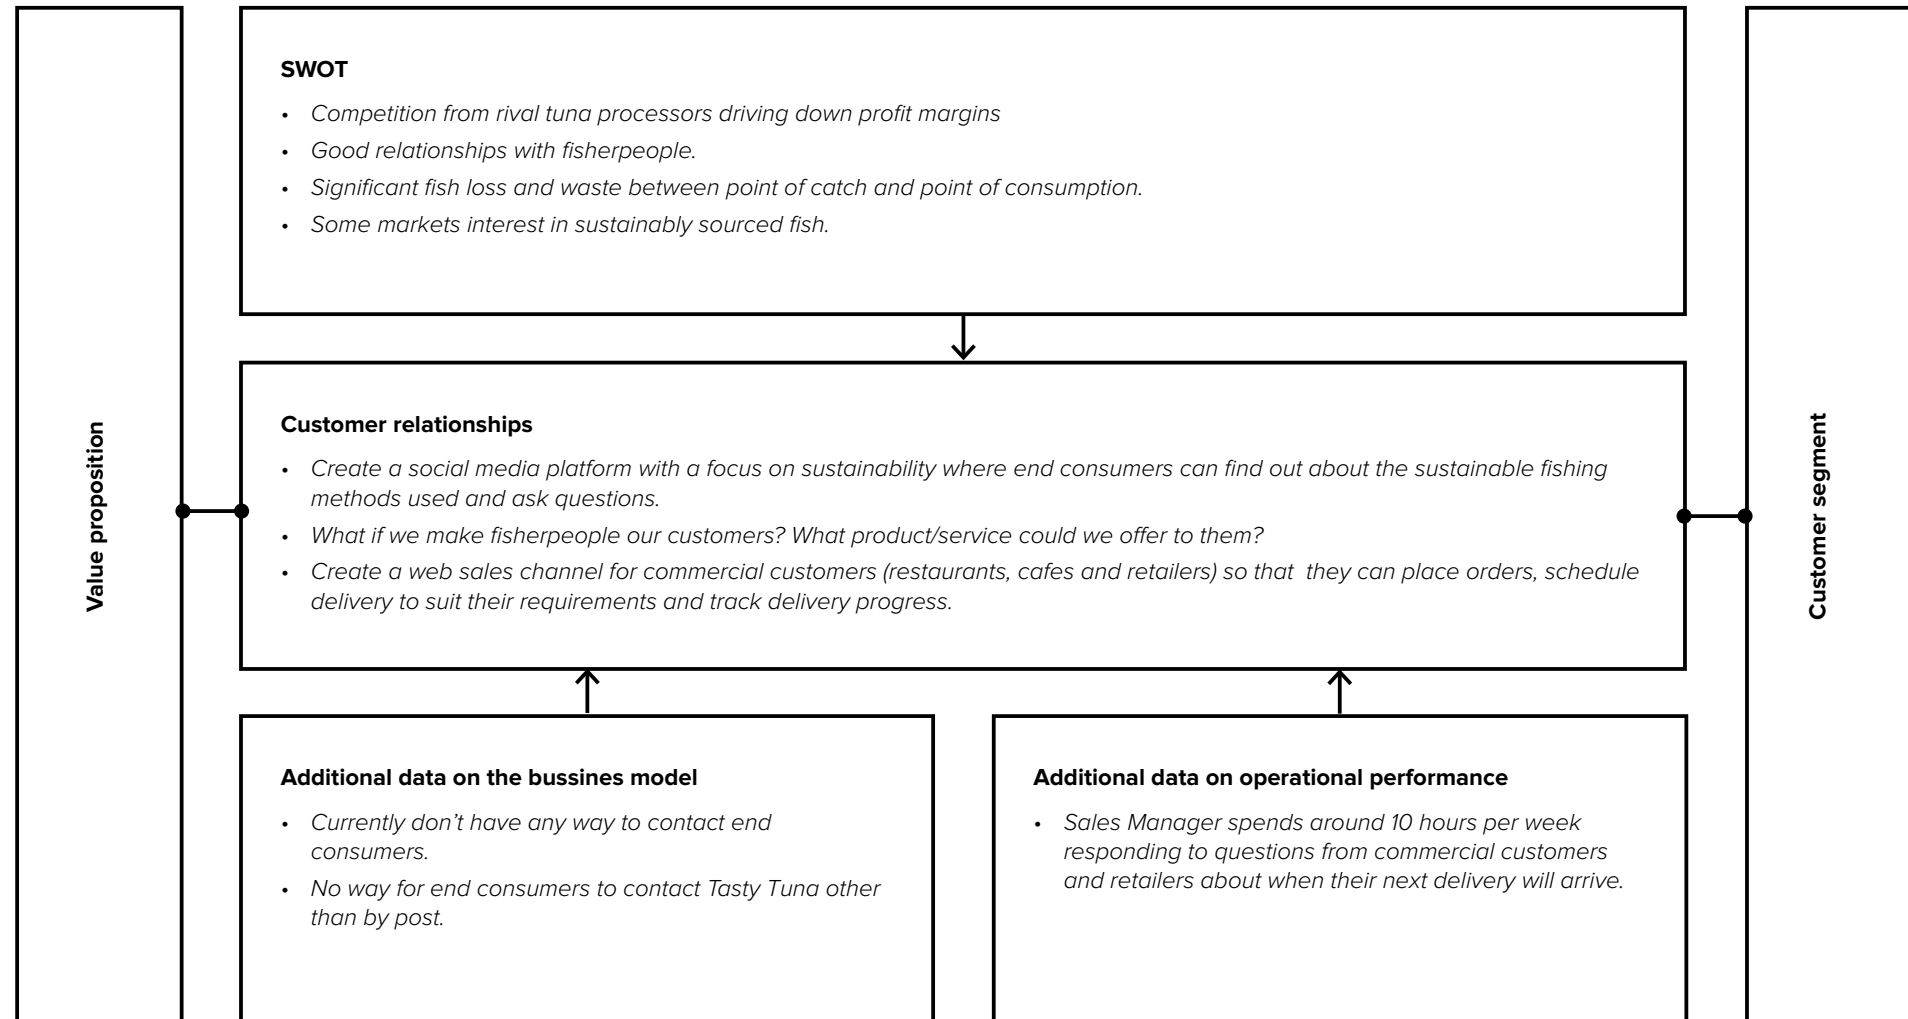 Value proposition
SWOT
• Competition from rival tuna processors driving down profit margins
• Good relationships with fisherpeople.
• Significant fish loss and waste between point of catch and point of consumption.
• Some markets interest in sustainably sourced fish.
Customer relationships
• Create a social media platform with a focus on sustainability where end consumers can find out about the sustainable fishing
methods used and ask questions.
• What if we make fisherpeople our customers? What product/service could we offer to them?
• Create a web sales channel for commercial customers (restaurants, cafes and retailers) so that  they can place orders, schedule
delivery to suit their requirements and track delivery progress.
Additional data on the bussines model
• Currently don't have any way to contact end
consumers.
• No way for end consumers to contact Tasty Tuna other
than by post.
Additional data on operational performance
• Sales Manager spends around 10 hours per week
responding to questions from commercial customers
and retailers about when their next delivery will arrive.
Customer segment